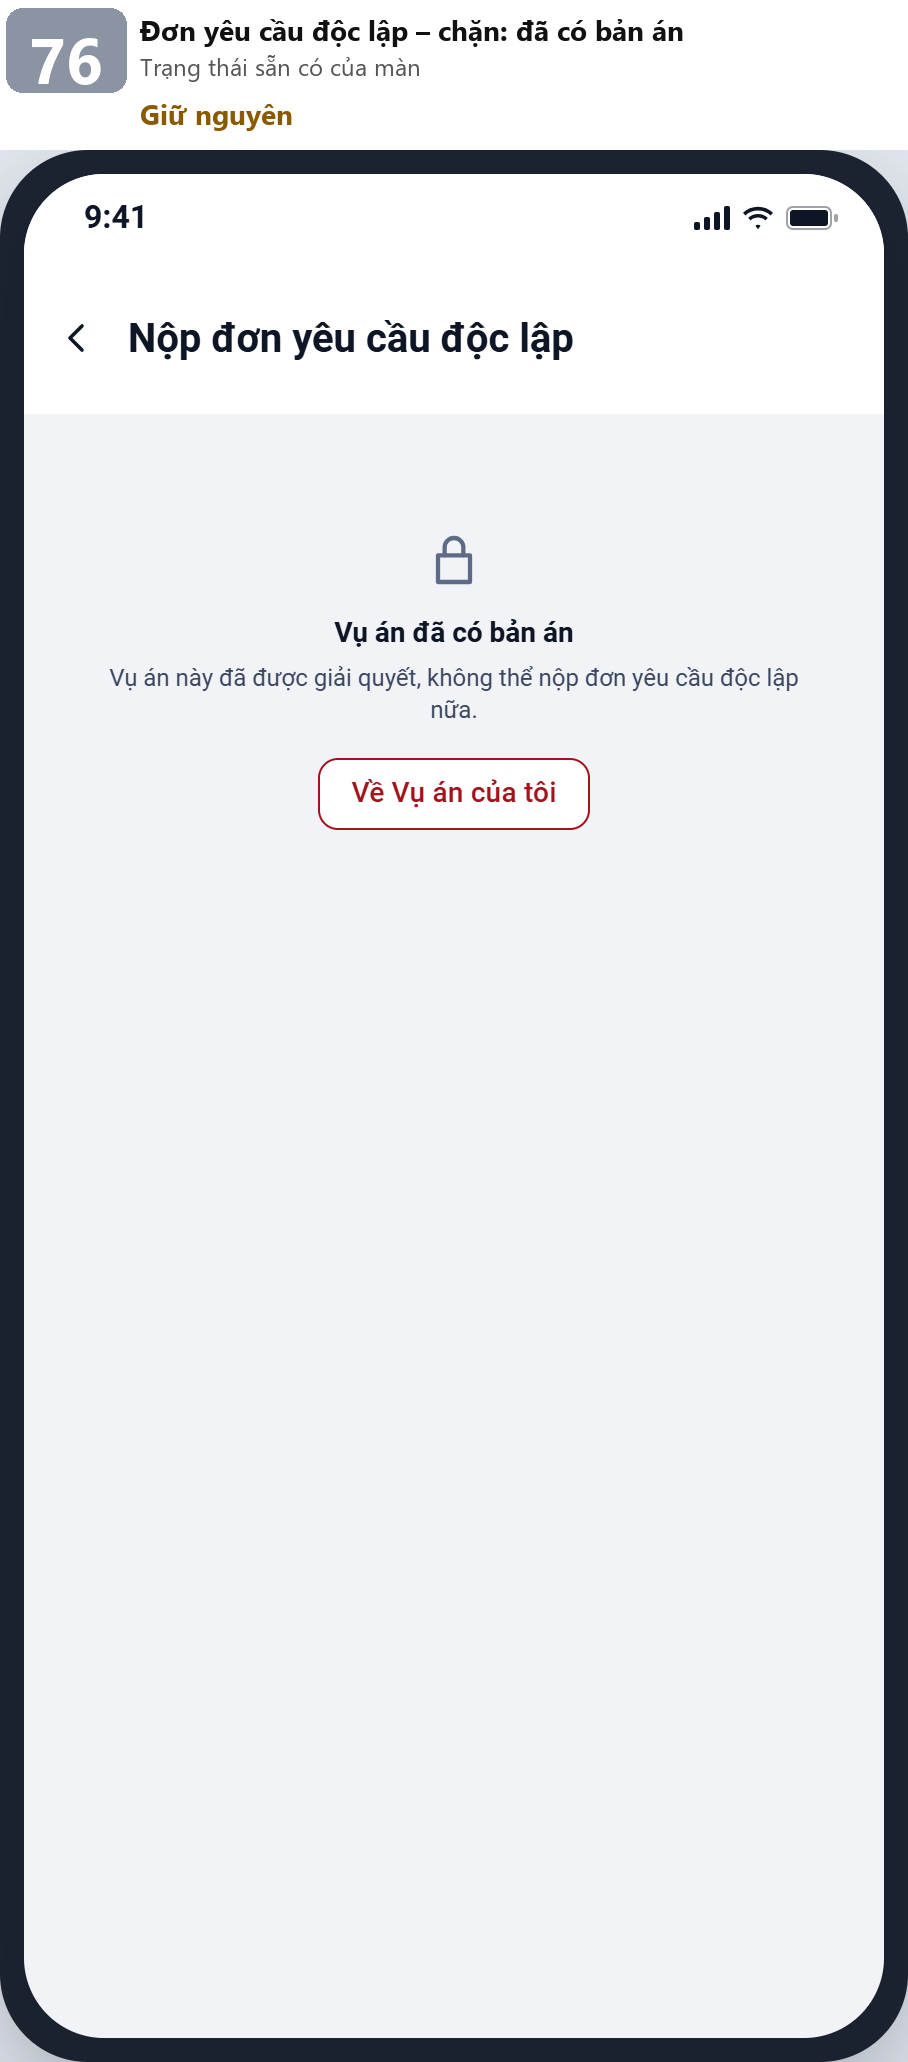 76
Đơn yêu cầu độc lập – chặn: đã có bản án
Trạng thái sẵn có của màn
Giữ nguyên
9:41
Nộp đơn yêu cầu độc lập
Vụ án đã có bản án
Vụ án này đã được giải quyết, không thể nộp đơn yêu cầu độc lập
nữa.
Về Vụ án của tôi